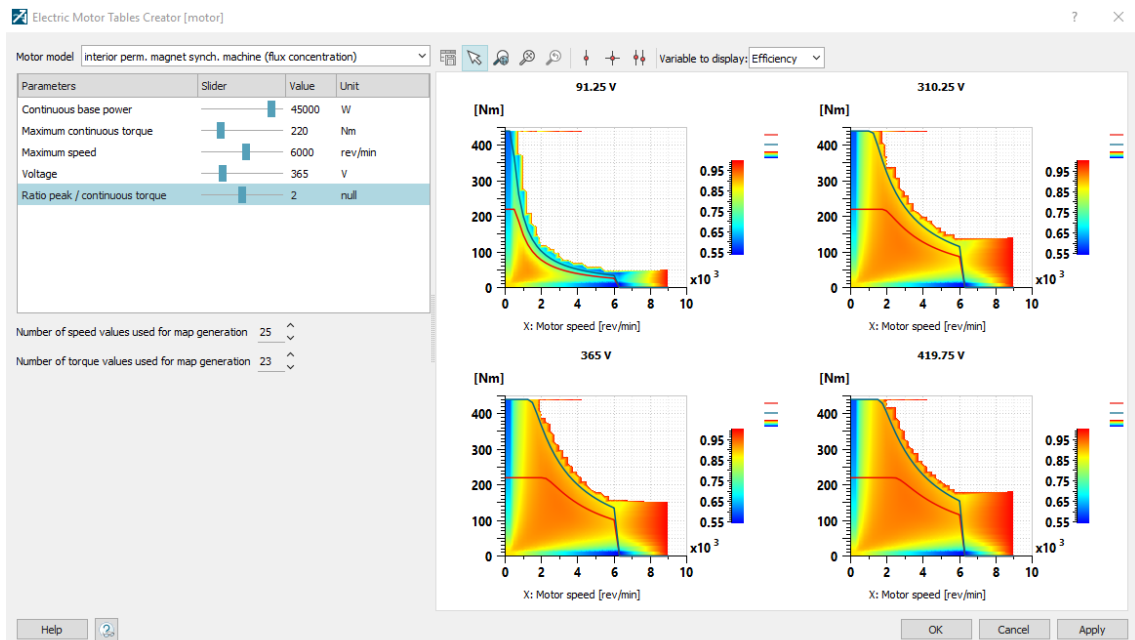 Electric Motor Tables Creator [motor]
Motor model interior perm. magnet synch. machine (flux concentration)
Variable to display: Efficiency
Parameters Slider Value Unit
Continuous base power 45000 W
Maximum continuous torque 220 Nm
Maximum speed 6000 rev/min
Voltage 365 V
Ratio peak / continuous torque 2 null
Number of speed values used for map generation 25
Number of torque values used for map generation 23
91.25 V
[Nm]
400
300
200
100
0
0 2 4 6 8 10
x10 3
X: Motor speed [rev/min]
0.95
0.85
0.75
0.65
0.55
310.25 V
[Nm]
400
300
200
100
0
0 2 4 6 8 10
x10 3
X: Motor speed [rev/min]
0.95
0.85
0.75
0.65
0.55
365 V
[Nm]
400
300
200
100
0
0 2 4 6 8 10
x10 3
X: Motor speed [rev/min]
0.95
0.85
0.75
0.65
0.55
419.75 V
[Nm]
400
300
200
100
0
0 2 4 6 8 10
x10 3
X: Motor speed [rev/min]
0.95
0.85
0.75
0.65
0.55
Help
OK Cancel Apply